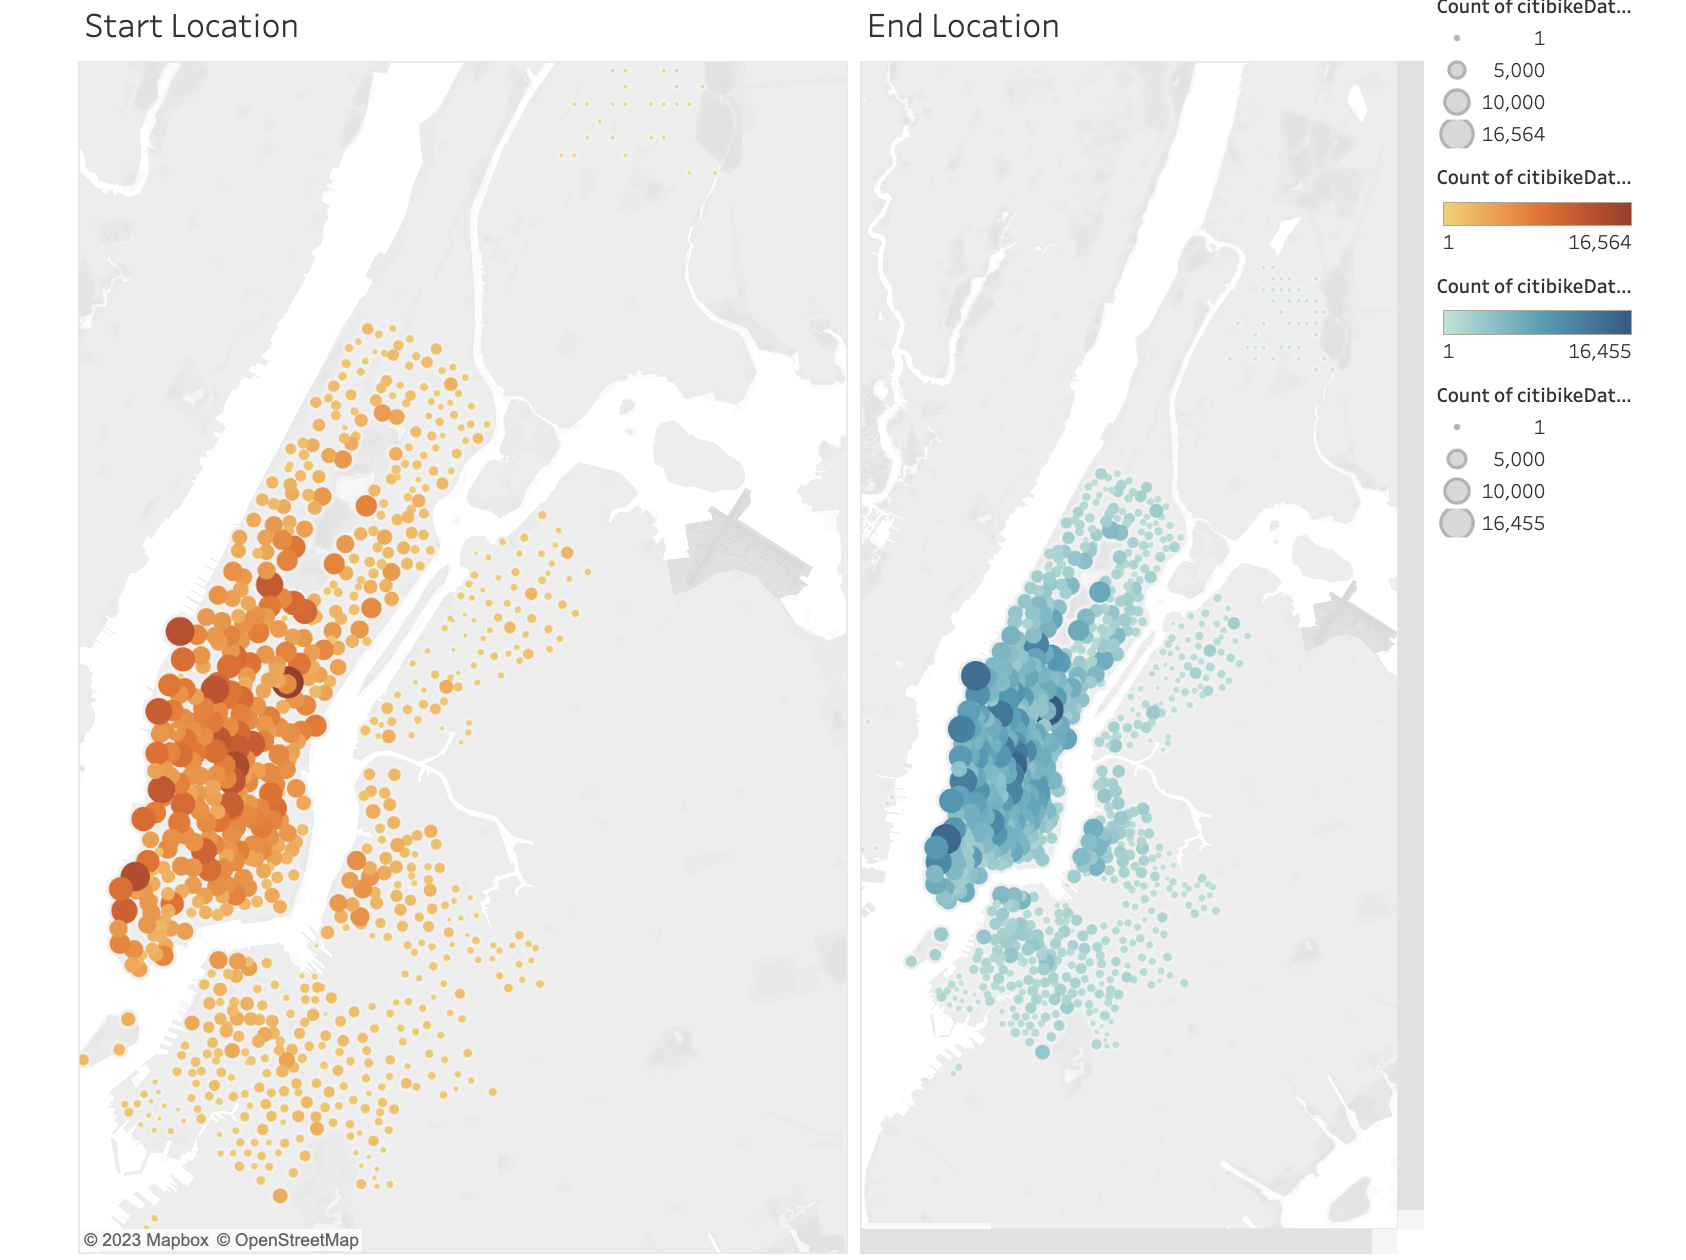 Start Location
End Location
Count of citibikeDat...
1
5,000
10,000
16,564
Count of citibikeDat...
1 16,564
Count of citibikeDat...
1 16,455
Count of citibikeDat...
1
5,000
10,000
16,455
© 2023 Mapbox © OpenStreetMap